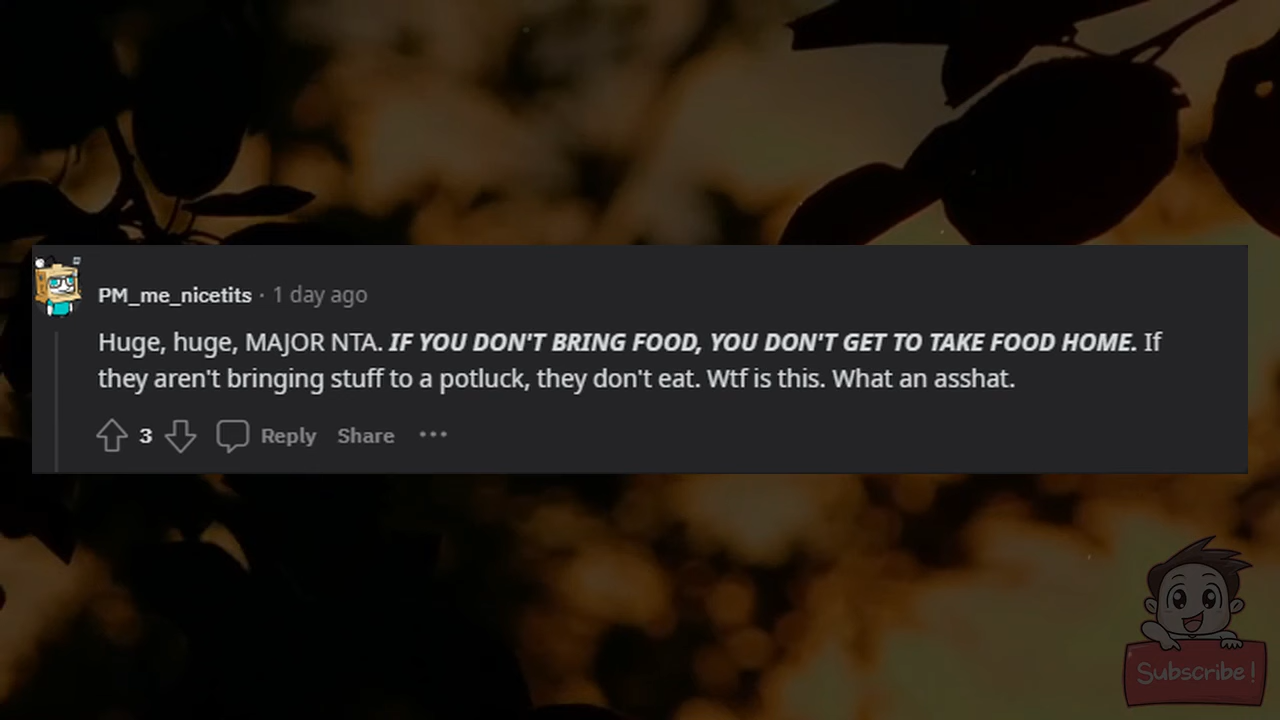 PM_me_nicetits · 1 day ago
Huge, huge, MAJOR NTA. IF YOU DON'T BRING FOOD, YOU DON'T GET TO TAKE FOOD HOME. If
they aren't bringing stuff to a potluck, they don't eat. Wtf is this. What an asshat.
3 Reply Share ···
Subscribe!